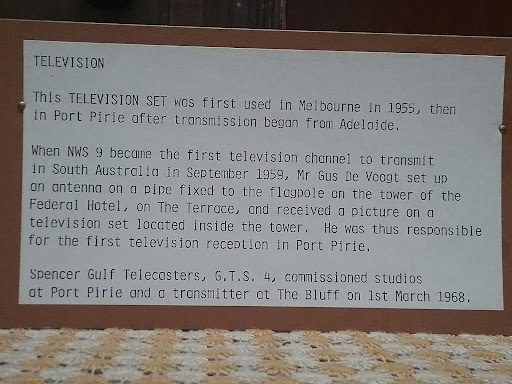 TELEVISION
This TELEVISION SET was first used in Melbourne in 1955, then
in Port Pirie after transmission began from Adelaide.
When NWS 9 became the first television channel to transmit
in South Australia in September 1959, Mr Gus De Voogt set up
an antenna on a pipe fixed to the flagpole on the tower of the
Federal Hotel, on The Terrace, and received a picture on a
television set located inside the tower. He was thus responsible
for the first television reception in Port Pirie.
Spencer Gulf Telecasters, G.T.S. 4, commissioned studios
at Port Pirie and a transmitter at The Bluff on 1st March 1968.